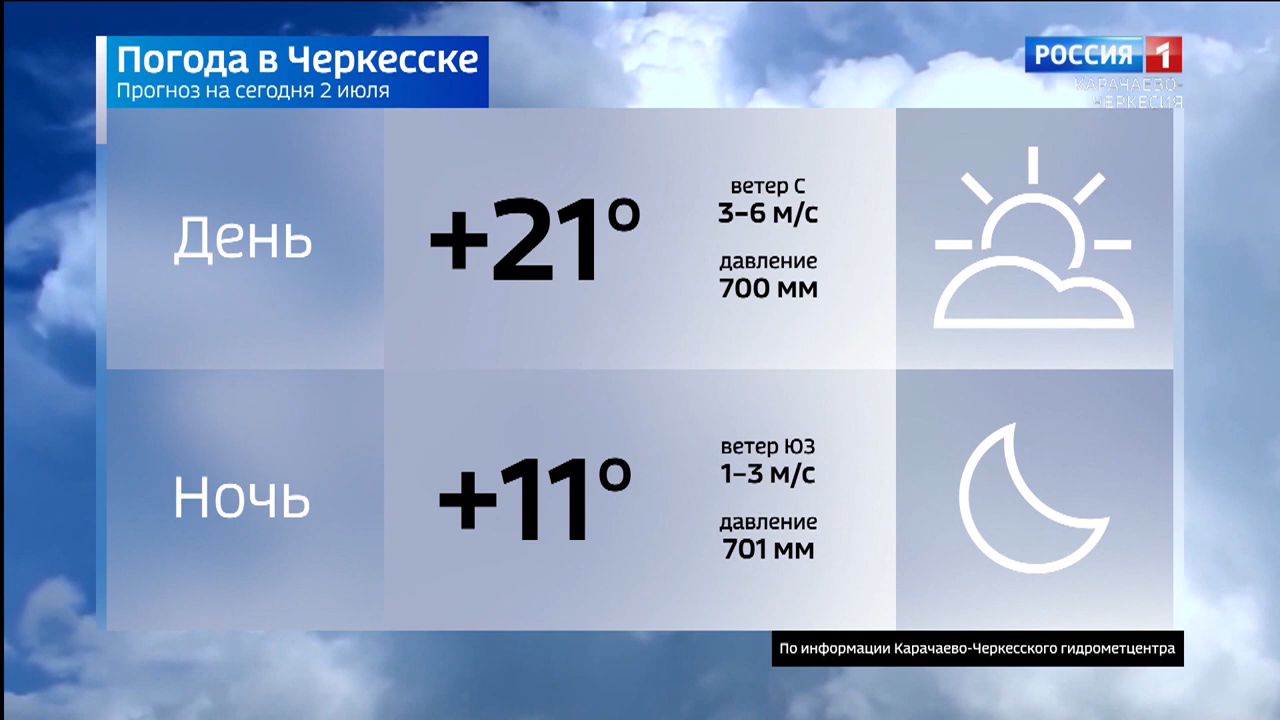 Погода в Черкесске
Прогноз на сегодня 2 июля
РОССИЯ 1
КАРАЧАЕВО-
ЧЕРКЕСИЯ
День
+21°
ветер С
3–6 м/с
давление
700 мм
Ночь
+11°
ветер ЮЗ
1–3 м/с
давление
701 мм
По информации Карачаево-Черкесского гидрометцентра